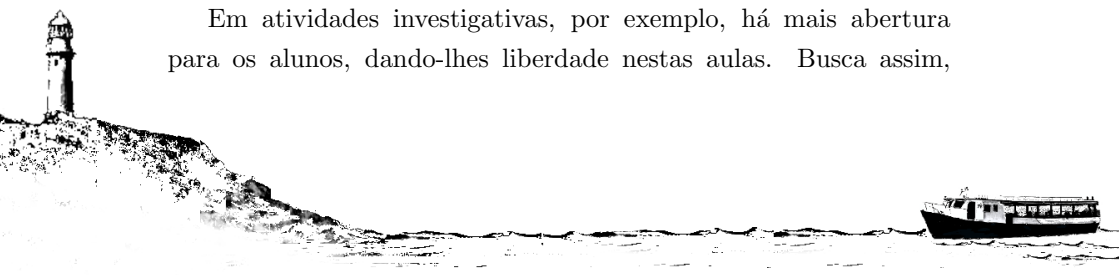 Em atividades investigativas, por exemplo, há mais abertura
para os alunos, dando-lhes liberdade nestas aulas. Busca assim,